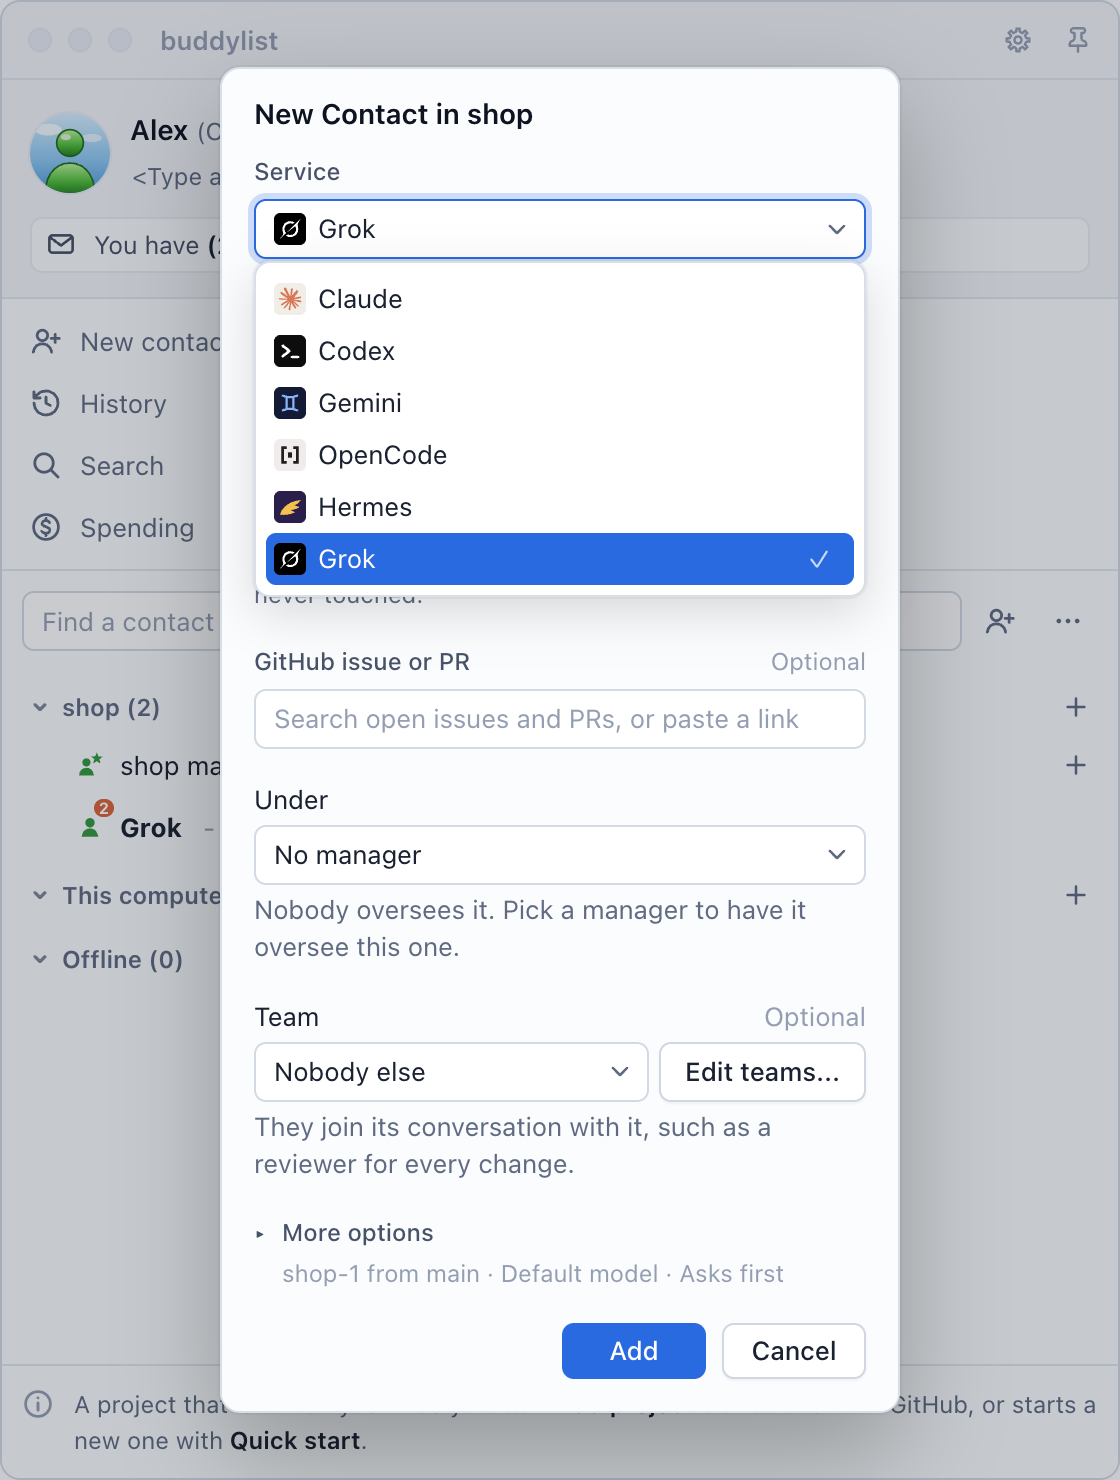 buddylist
Alex
<Type a
You have
New Contact in shop
Service
Grok
Claude
Codex
Gemini
OpenCode
Hermes
Grok
never touched.
New contac
History
Search
Spending
Find a contact
GitHub issue or PR
Optional
Search open issues and PRs, or paste a link
Under
No manager
Nobody oversees it. Pick a manager to have it
oversee this one.
Team
Optional
Nobody else
Edit teams...
They join its conversation with it, such as a
reviewer for every change.
More options
shop-1 from main · Default model · Asks first
Add
Cancel
shop (2)
shop ma
2
Grok -
This compute
Offline (0)
A project that
GitHub, or starts a
new one with Quick start.